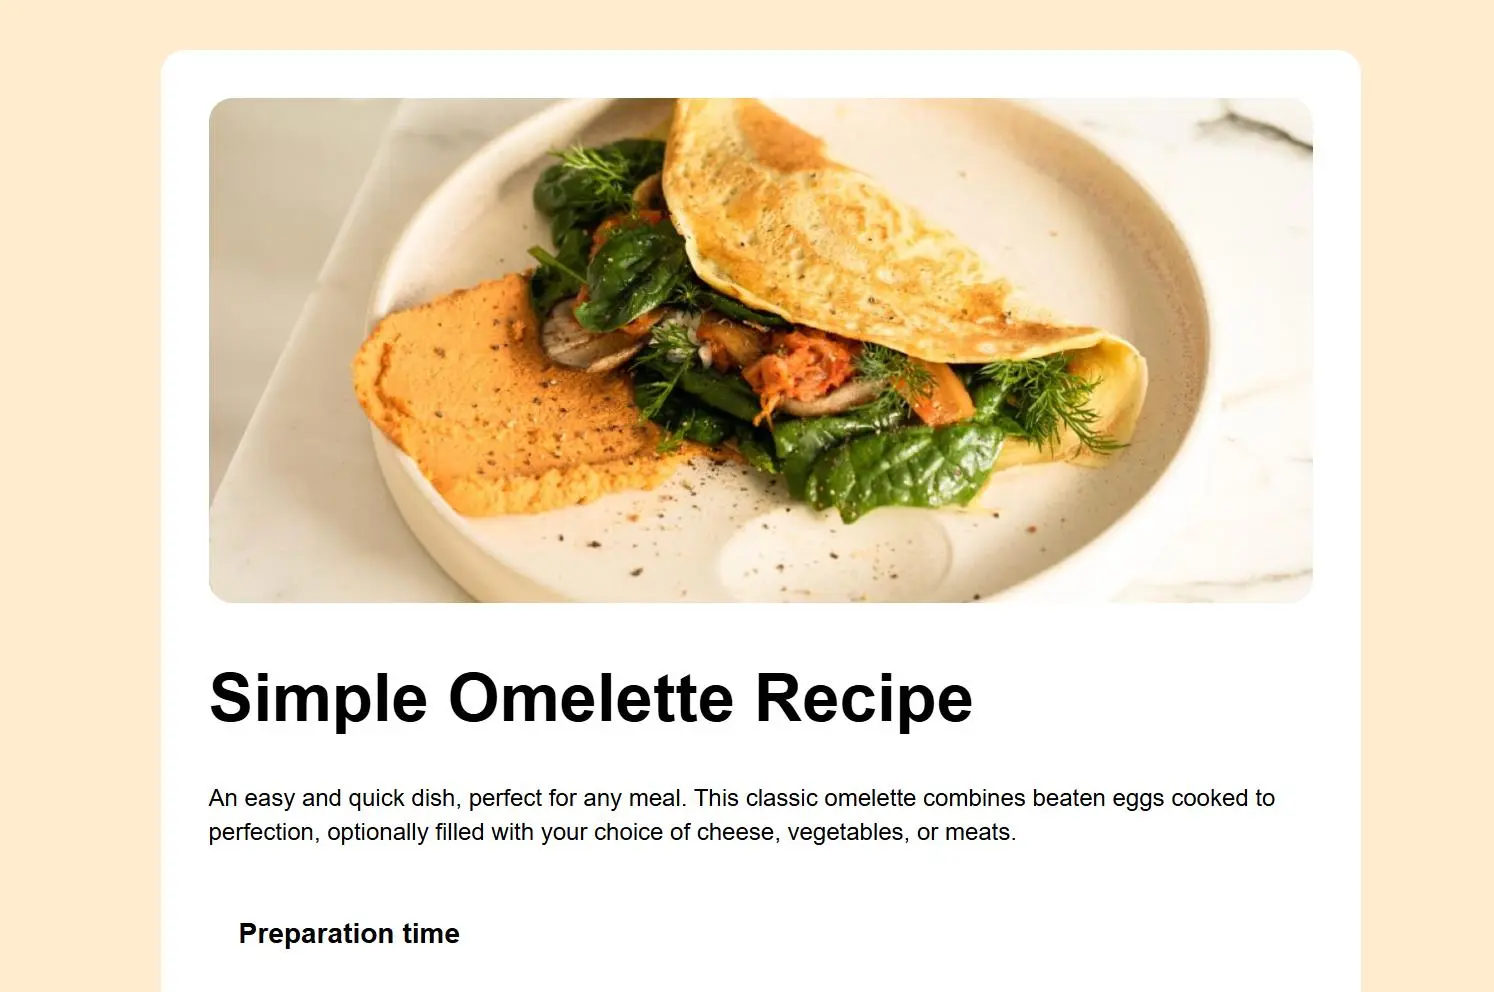 Simple Omelette Recipe
An easy and quick dish, perfect for any meal. This classic omelette combines beaten eggs cooked to
perfection, optionally filled with your choice of cheese, vegetables, or meats.
Preparation time